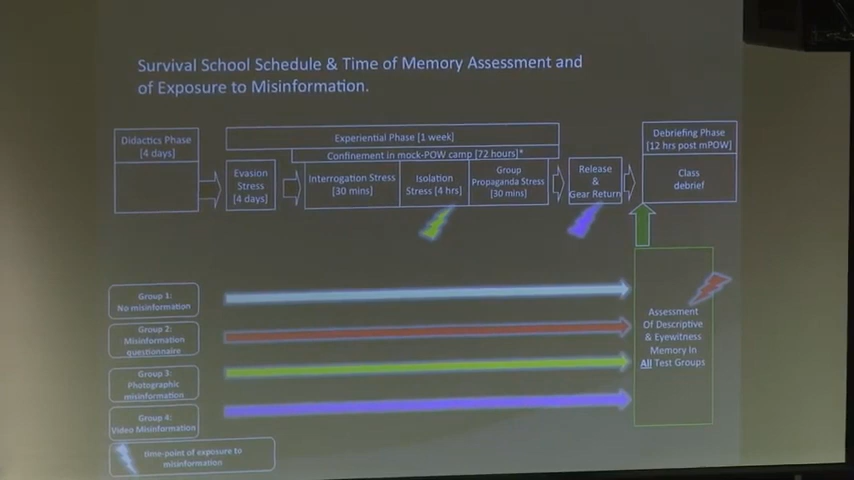 Survival School Schedule & Time of Memory Assessment and
of Exposure to Misinformation.
Didactics Phase
[4 days]
Experiential Phase [1 week]
Confinement in mock-POW camp [72 hours]*
Evasion
Stress
[4 days]
Interrogation Stress
[30 mins]
Isolation
Stress [4 hrs]
Group
Propaganda Stress
[30 mins]
Release
&
Gear Return
Debriefing Phase
[12 hrs post mPOW]
Class
debrief
Group 1:
No misinformation
Group 2:
Misinformation
questionnaire
Group 3:
Photographic
misinformation
Group 4:
Video Misinformation
time-point of exposure to
misinformation
Assessment
Of Descriptive
& Eyewitness
Memory In
All Test Groups